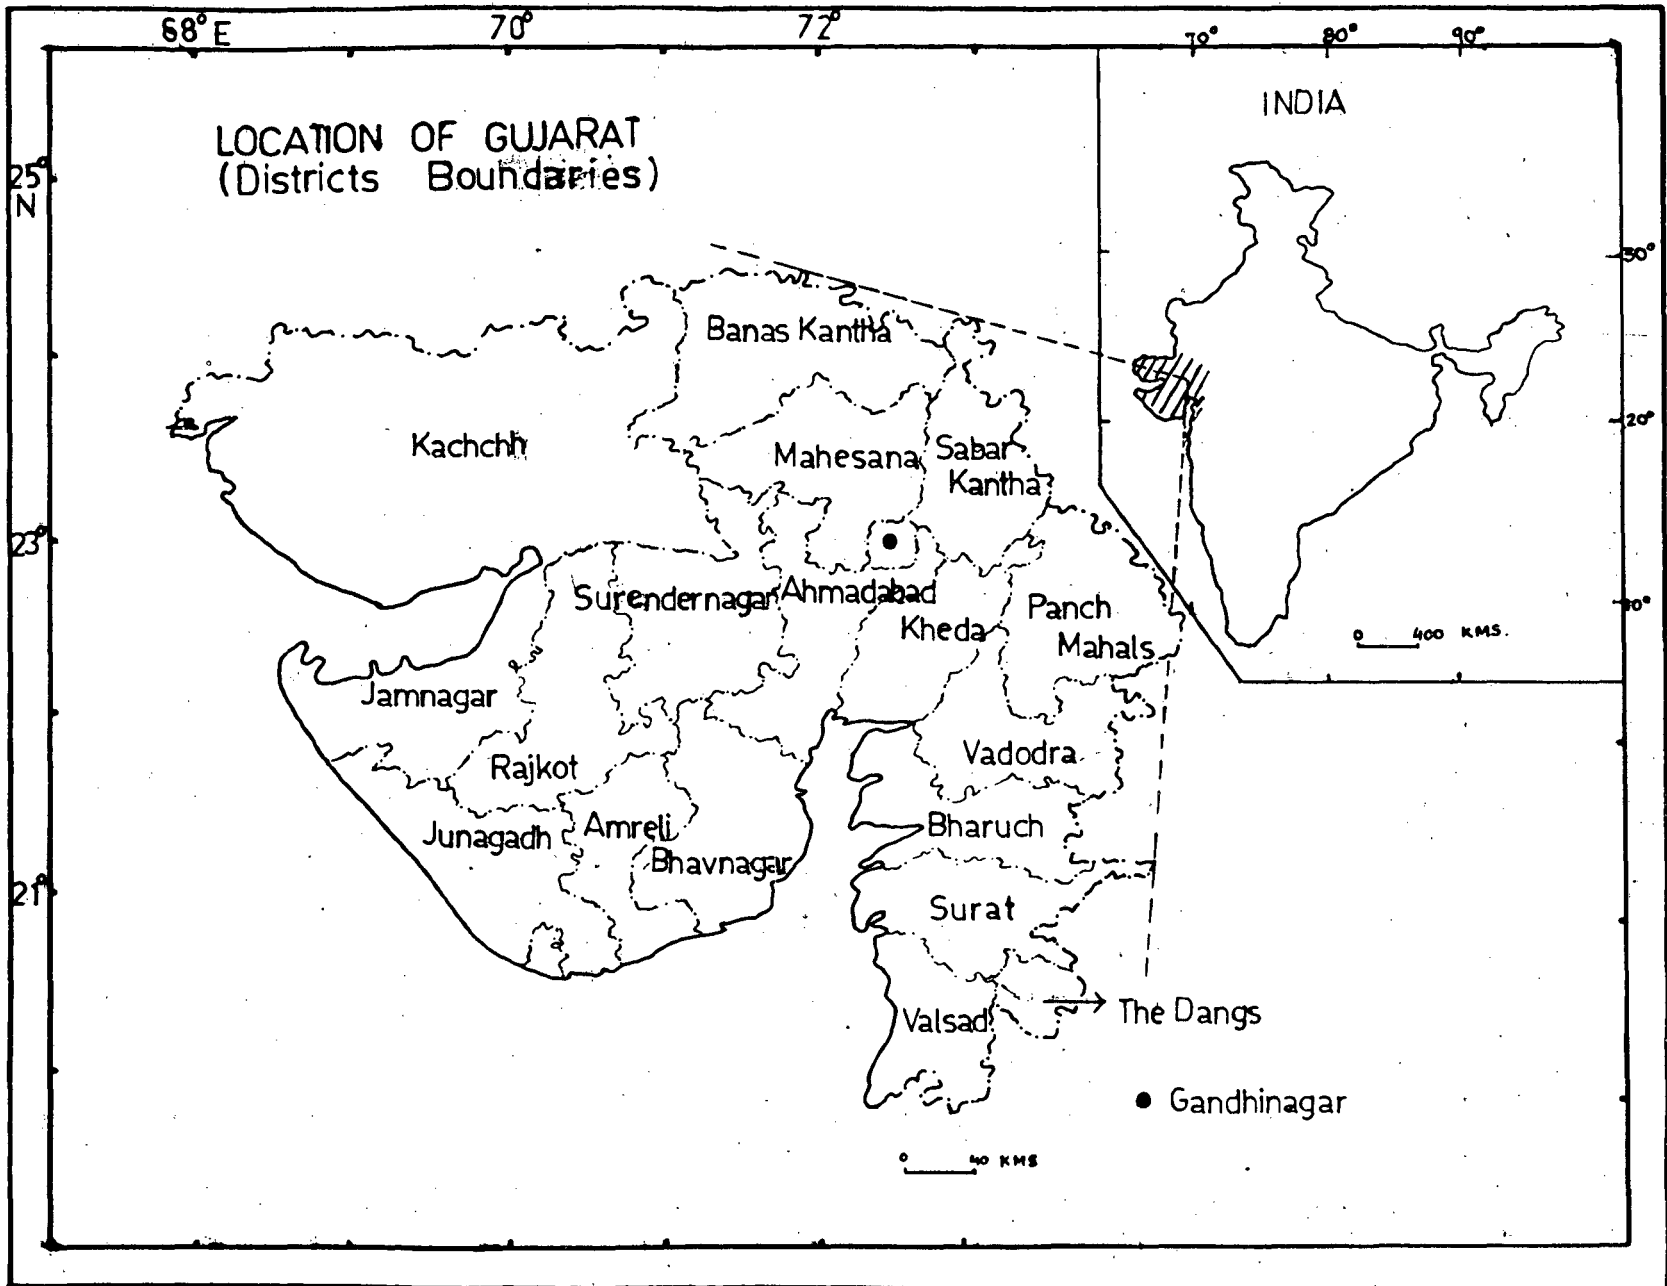 68° E
70°
72°
70°
80°
90°
INDIA
LOCATION OF GUJARAT
(Districts Boundaries)
25°
N
30°
Banas Kantha
20°
Kachchh
Mahesana
Sabar
Kantha
23°
Surendernagar
Ahmadabad
Kheda
Panch
Mahals
0 400 KMS.
Jamnagar
Rajkot
Vadodra
Junagadh
Amreli
Bharuch
Bhavnagar
21°
Surat
Valsad
The Dangs
Gandhinagar
0 40 KMS